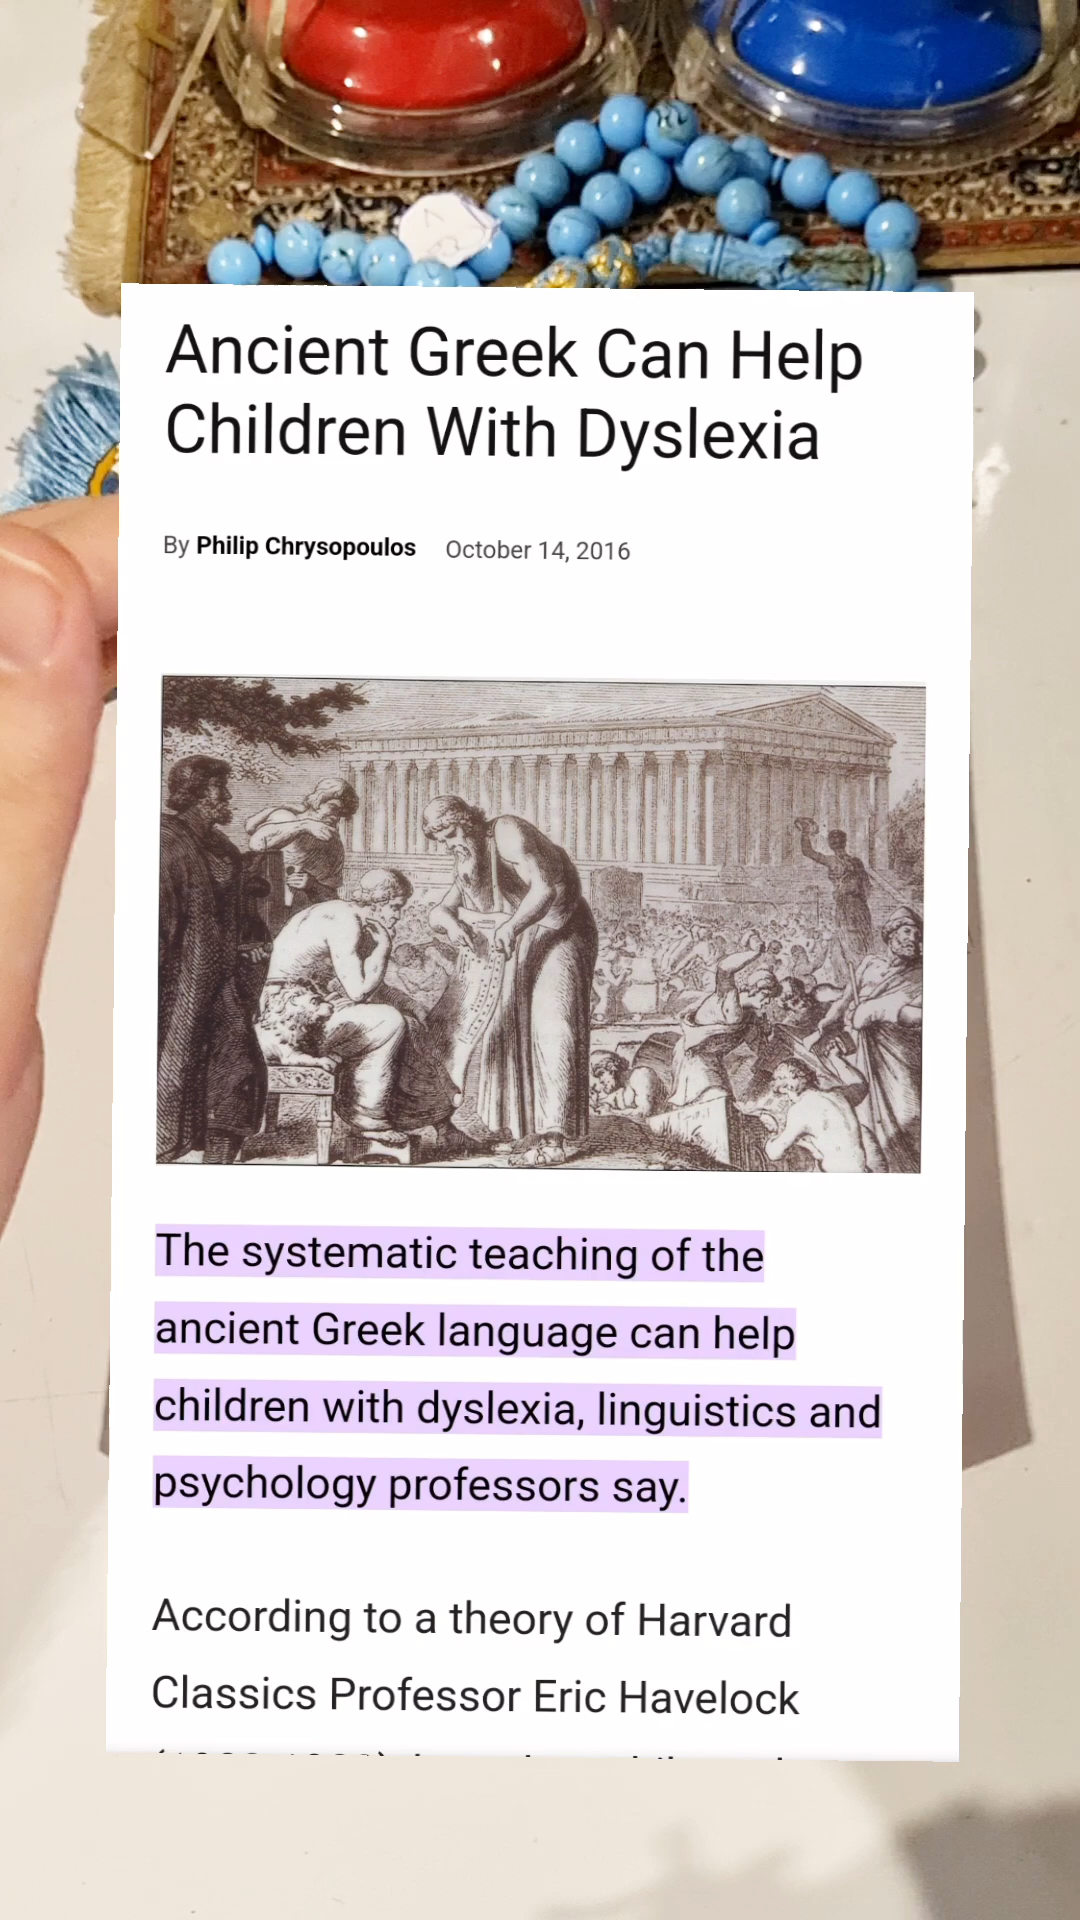 Ancient Greek Can Help
Children With Dyslexia
By Philip Chrysopoulos October 14, 2016
The systematic teaching of the
ancient Greek language can help
children with dyslexia, linguistics and
psychology professors say.
According to a theory of Harvard
Classics Professor Eric Havelock